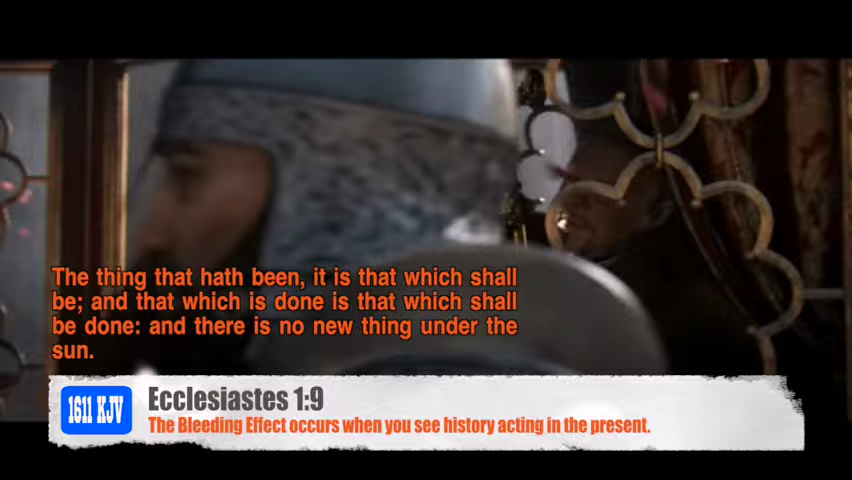 The thing that hath been, it is that which shall
be; and that which is done is that which shall
be done: and there is no new thing under the
sun.
1611 KJV
Ecclesiastes 1:9
The Bleeding Effect occurs when you see history acting in the present.